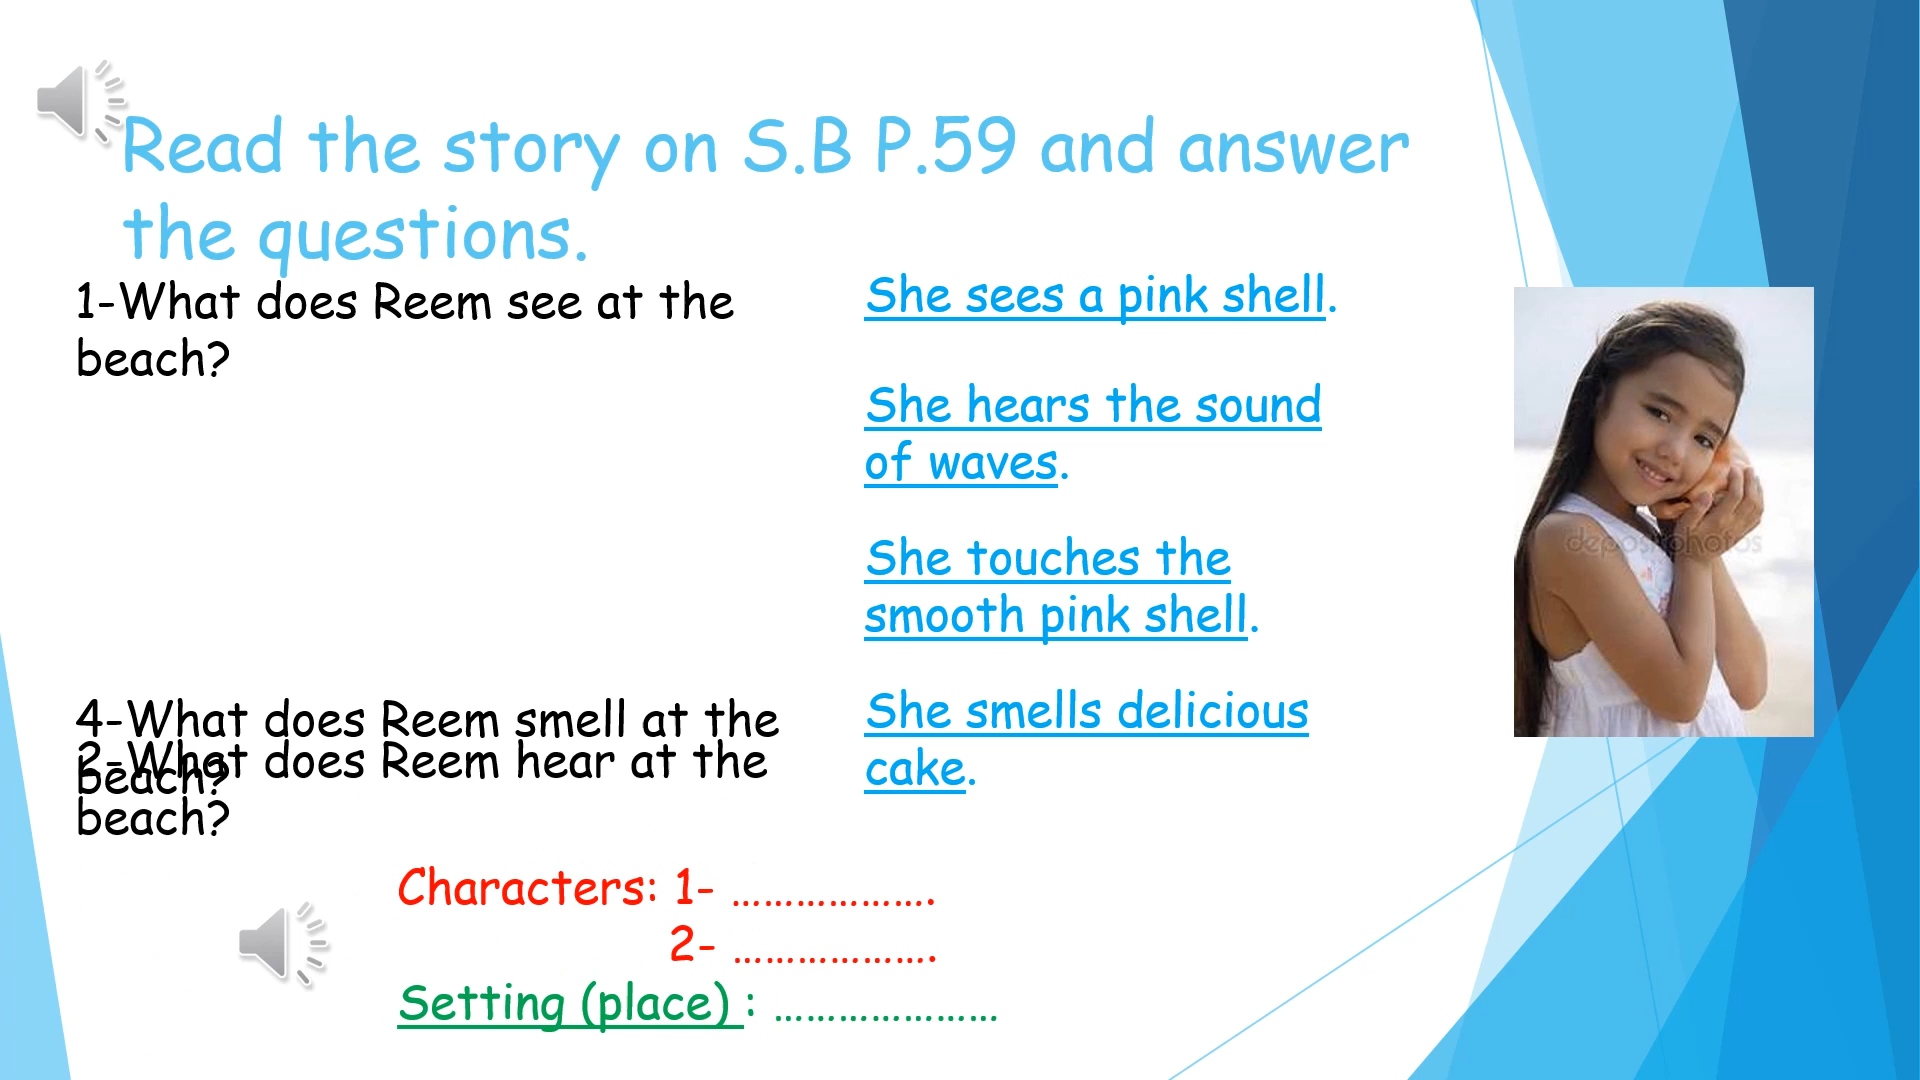 Read the story on S.B P.59 and answer
the questions.
1-What does Reem see at the
beach?
She sees a pink shell.
She hears the sound
of waves.
She touches the
smooth pink shell.
She smells delicious
cake.
4-What does Reem smell at the
beach?
2-What does Reem hear at the
beach?
depositphotos
Characters: 1- ……………….
2- ……………….
Setting (place) : …………………